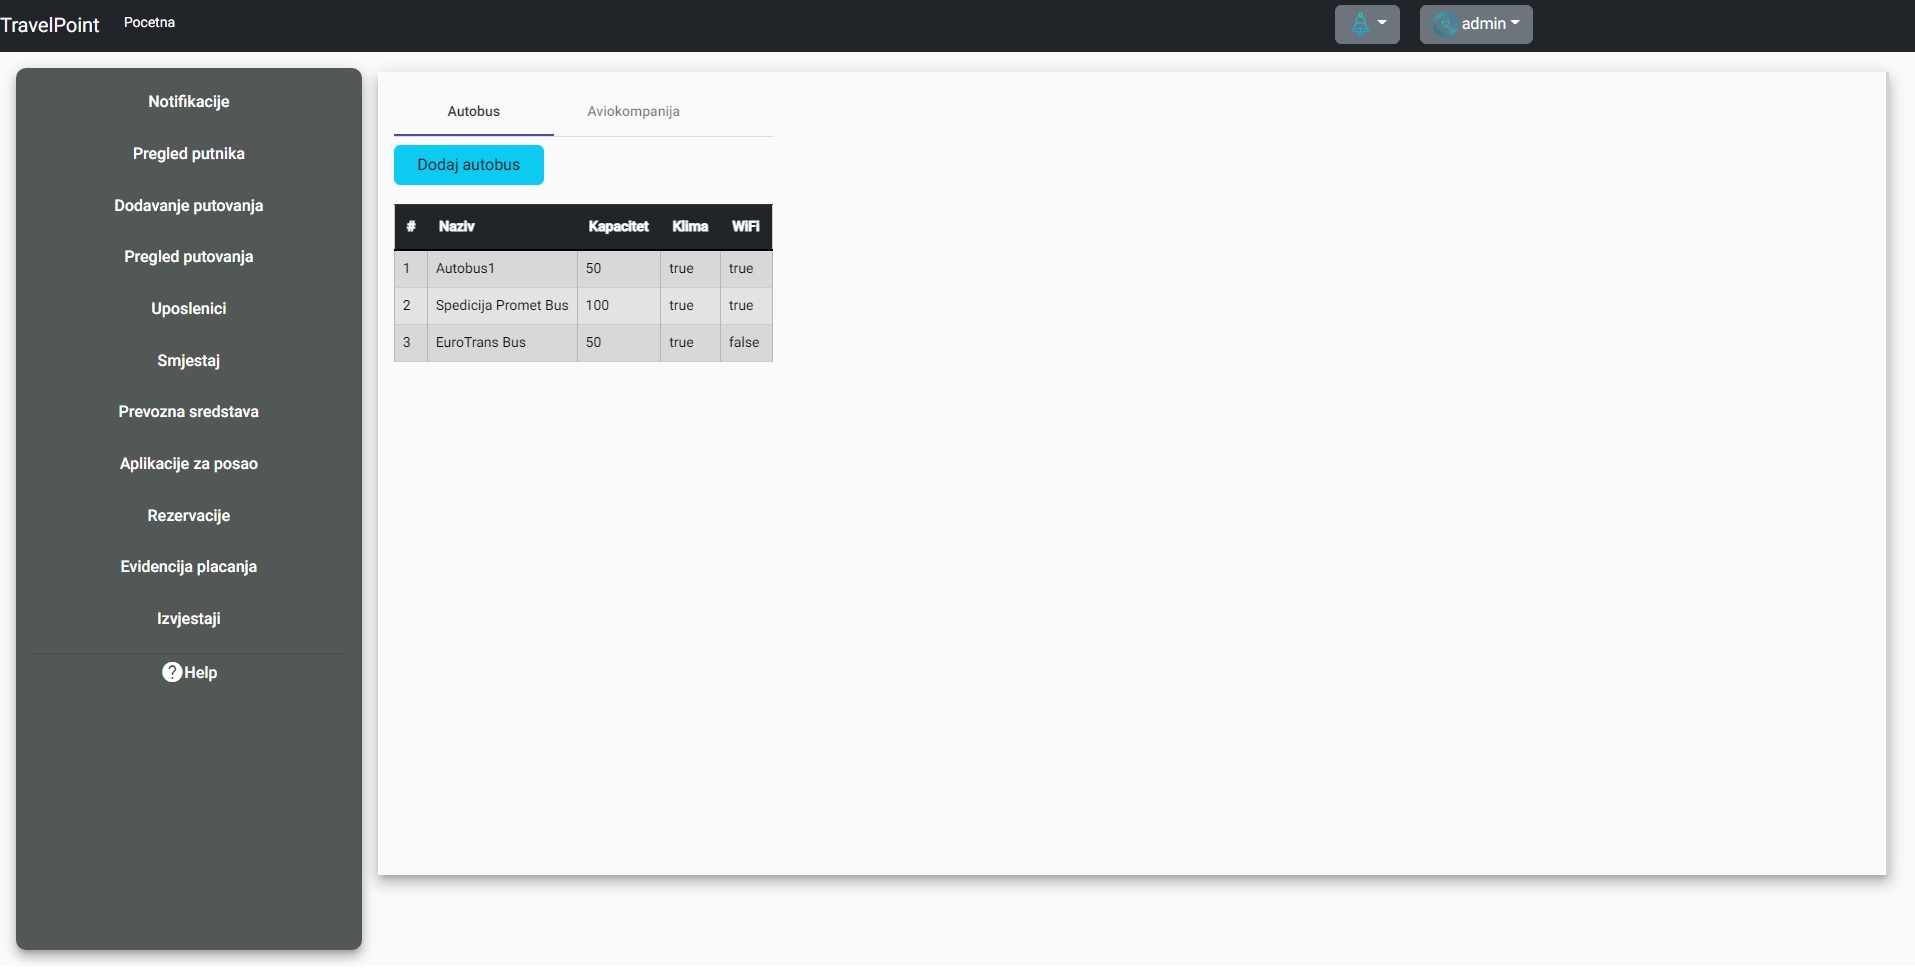 TravelPoint Pocetna admin
Notifikacije
Pregled putnika
Dodavanje putovanja
Pregled putovanja
Uposlenici
Smjestaj
Prevozna sredstava
Aplikacije za posao
Rezervacije
Evidencija placanja
Izvjestaji
Help
Autobus Aviokompanija
Dodaj autobus
# Naziv Kapacitet Klima WiFi
1 Autobus1 50 true true
2 Spedicija Promet Bus 100 true true
3 EuroTrans Bus 50 true false